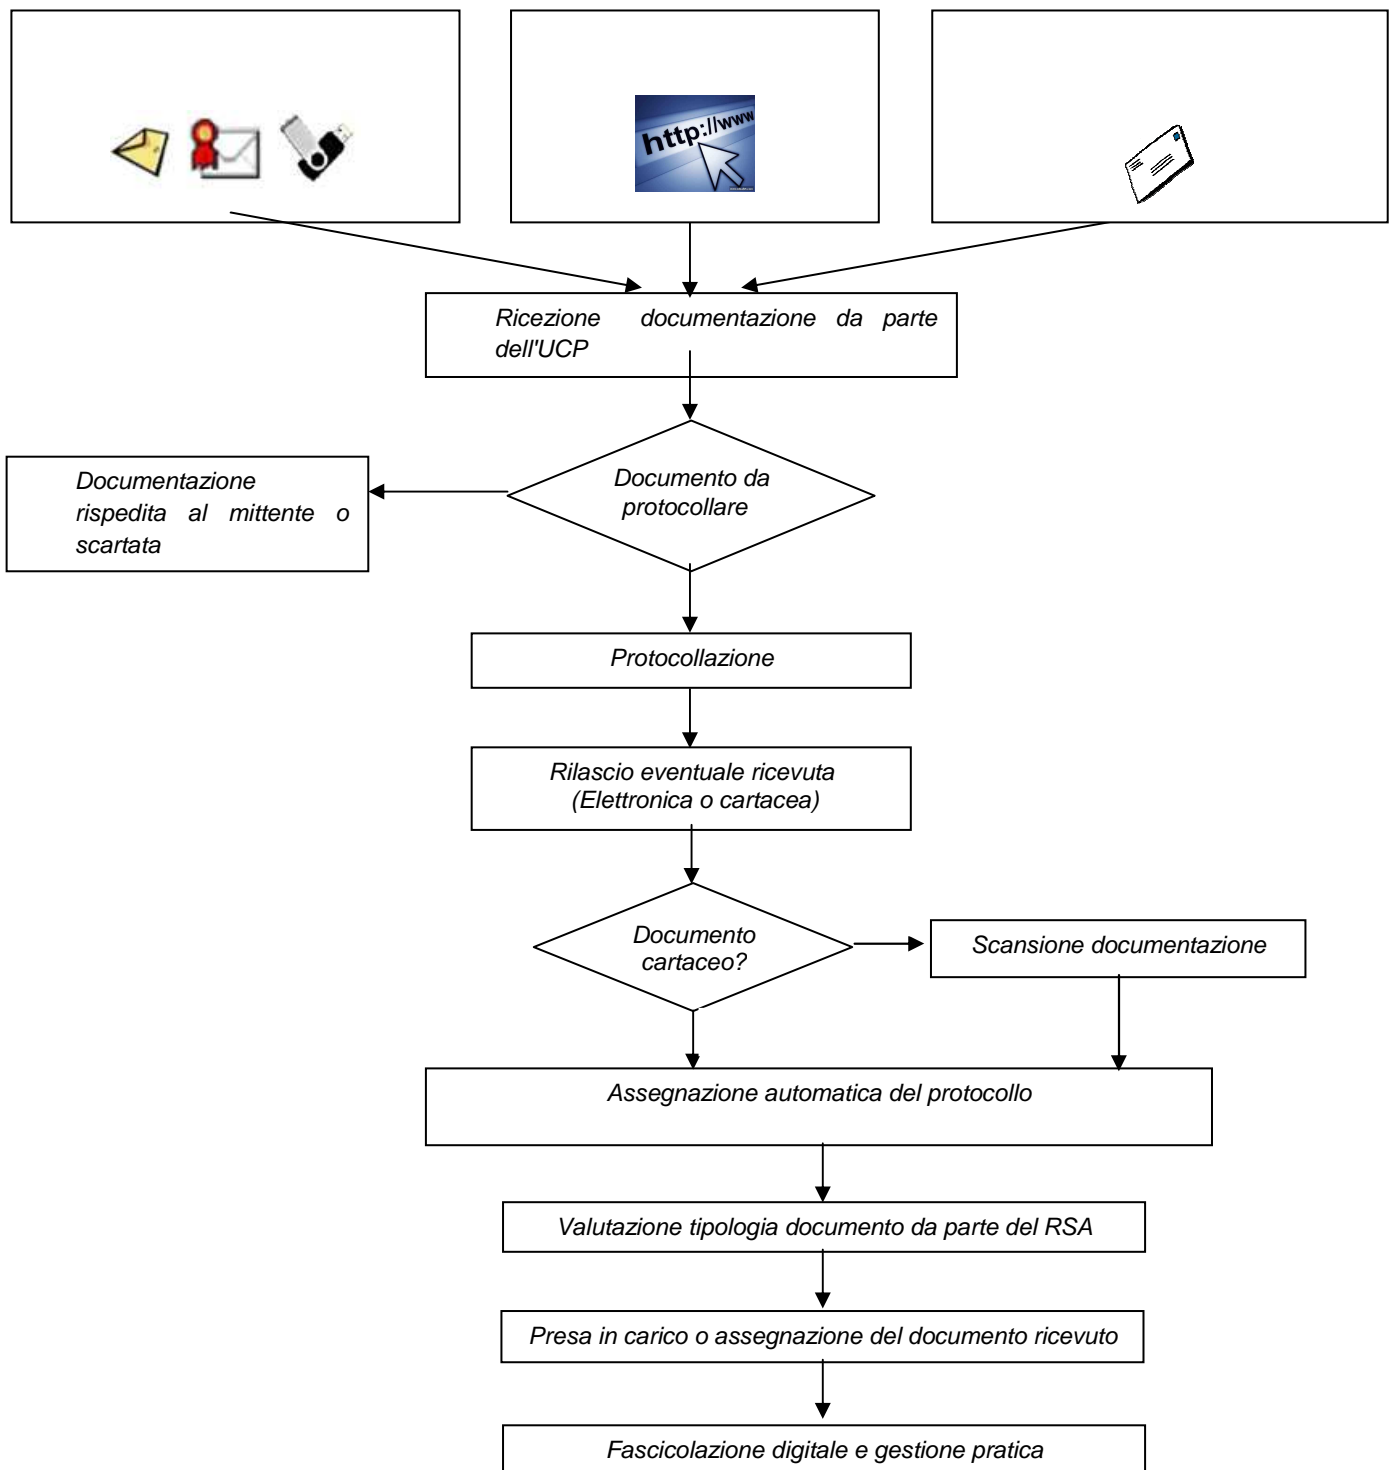 http://www
Ricezione documentazione da parte
dell'UCP
Documento da
protocollare
Documentazione
rispedita al mittente o
scartata
Protocollazione
Rilascio eventuale ricevuta
(Elettronica o cartacea)
Documento
cartaceo?
Scansione documentazione
Assegnazione automatica del protocollo
Valutazione tipologia documento da parte del RSA
Presa in carico o assegnazione del documento ricevuto
Fascicolazione digitale e gestione pratica